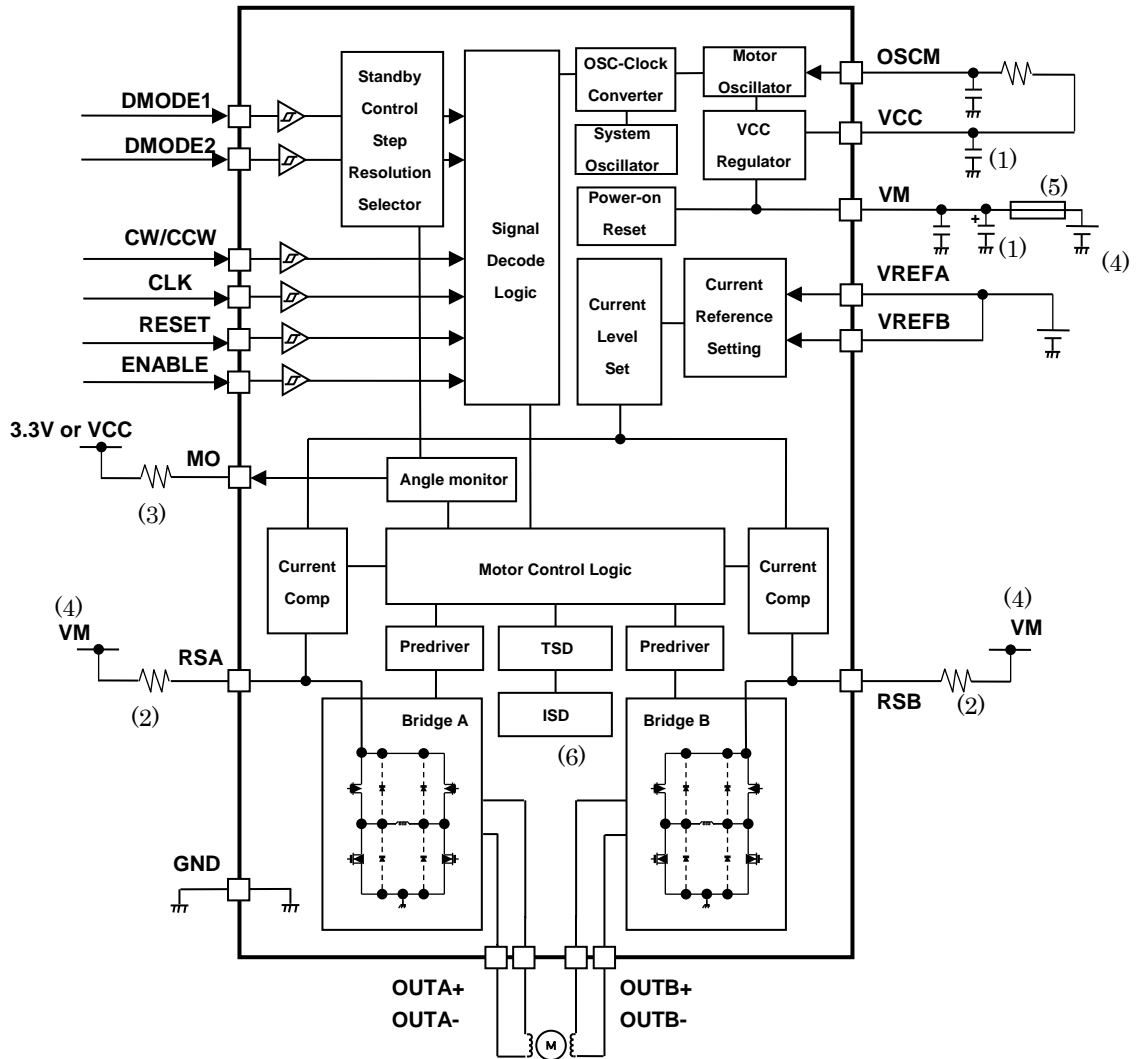 DMODE1
DMODE2
CW/CCW
CLK
RESET
ENABLE
3.3V or VCC
MO
(3)
(4)
VM
RSA
(2)
GND
Standby
Control
Step
Resolution
Selector
Signal
Decode
Logic
OSC-Clock
Converter
System
Oscillator
Motor
Oscillator
VCC
Regulator
Power-on
Reset
Current
Level
Set
Current
Reference
Setting
Angle monitor
Current
Comp
Motor Control Logic
Current
Comp
Predriver
TSD
Predriver
ISD
(6)
Bridge A
Bridge B
OSCM
VCC
(1)
VM
(5)
+
(1)
(4)
VREFA
VREFB
(4)
VM
RSB
(2)
OUTA+
OUTA-
OUTB+
OUTB-
M